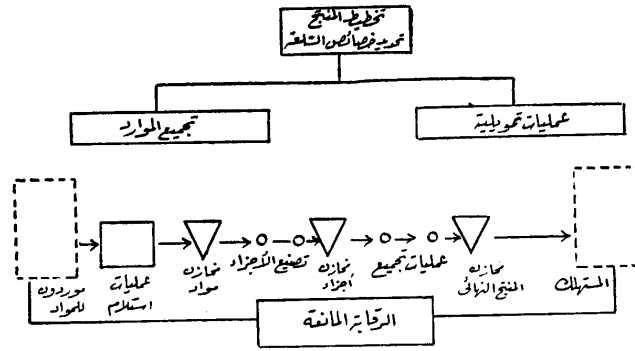 تخطيط المنتج
تحديد خصائص السلعة
تجميع الموارد
عمليات تحويلية
موردون
للمواد
عمليات
استلام
مخازن
مواد
تصنيع الأجزاء
مخازن
أجزاء
عمليات تجميع
مخازن
المنتج النهائى
المستهلك
الرقابة المانعة